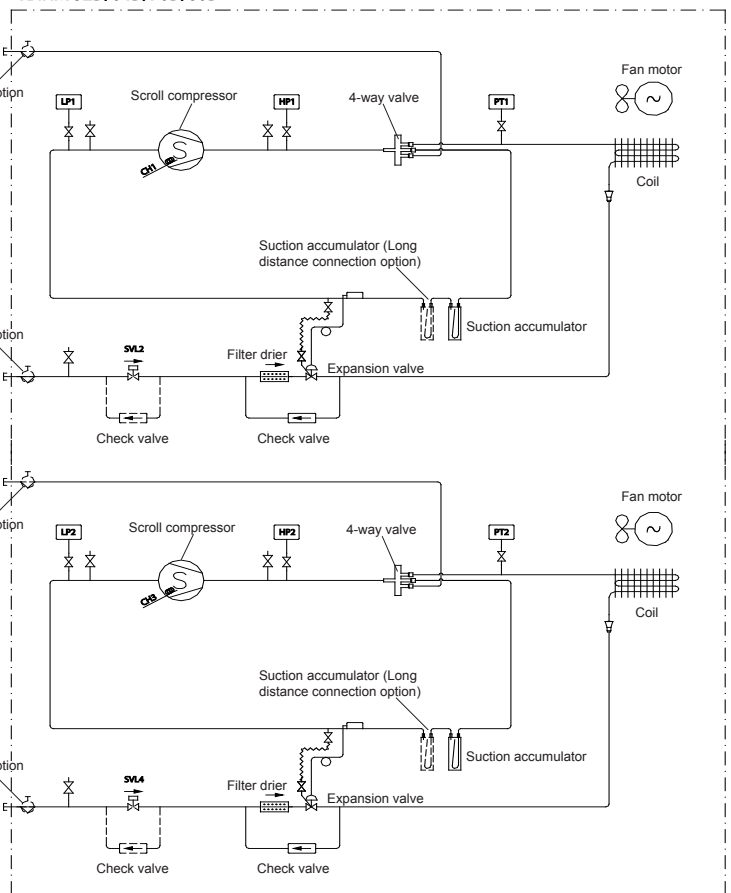 Fan motor
LP1
Scroll compressor
HP1
4-way valve
PT1
CH1
Coil
Suction accumulator (Long
distance connection option)
Suction accumulator
SVL2
Filter drier
Expansion valve
Check valve
Check valve
Fan motor
LP2
Scroll compressor
HP2
4-way valve
PT2
CH3
Coil
Suction accumulator (Long
distance connection option)
Suction accumulator
SVL4
Filter drier
Expansion valve
Check valve
Check valve